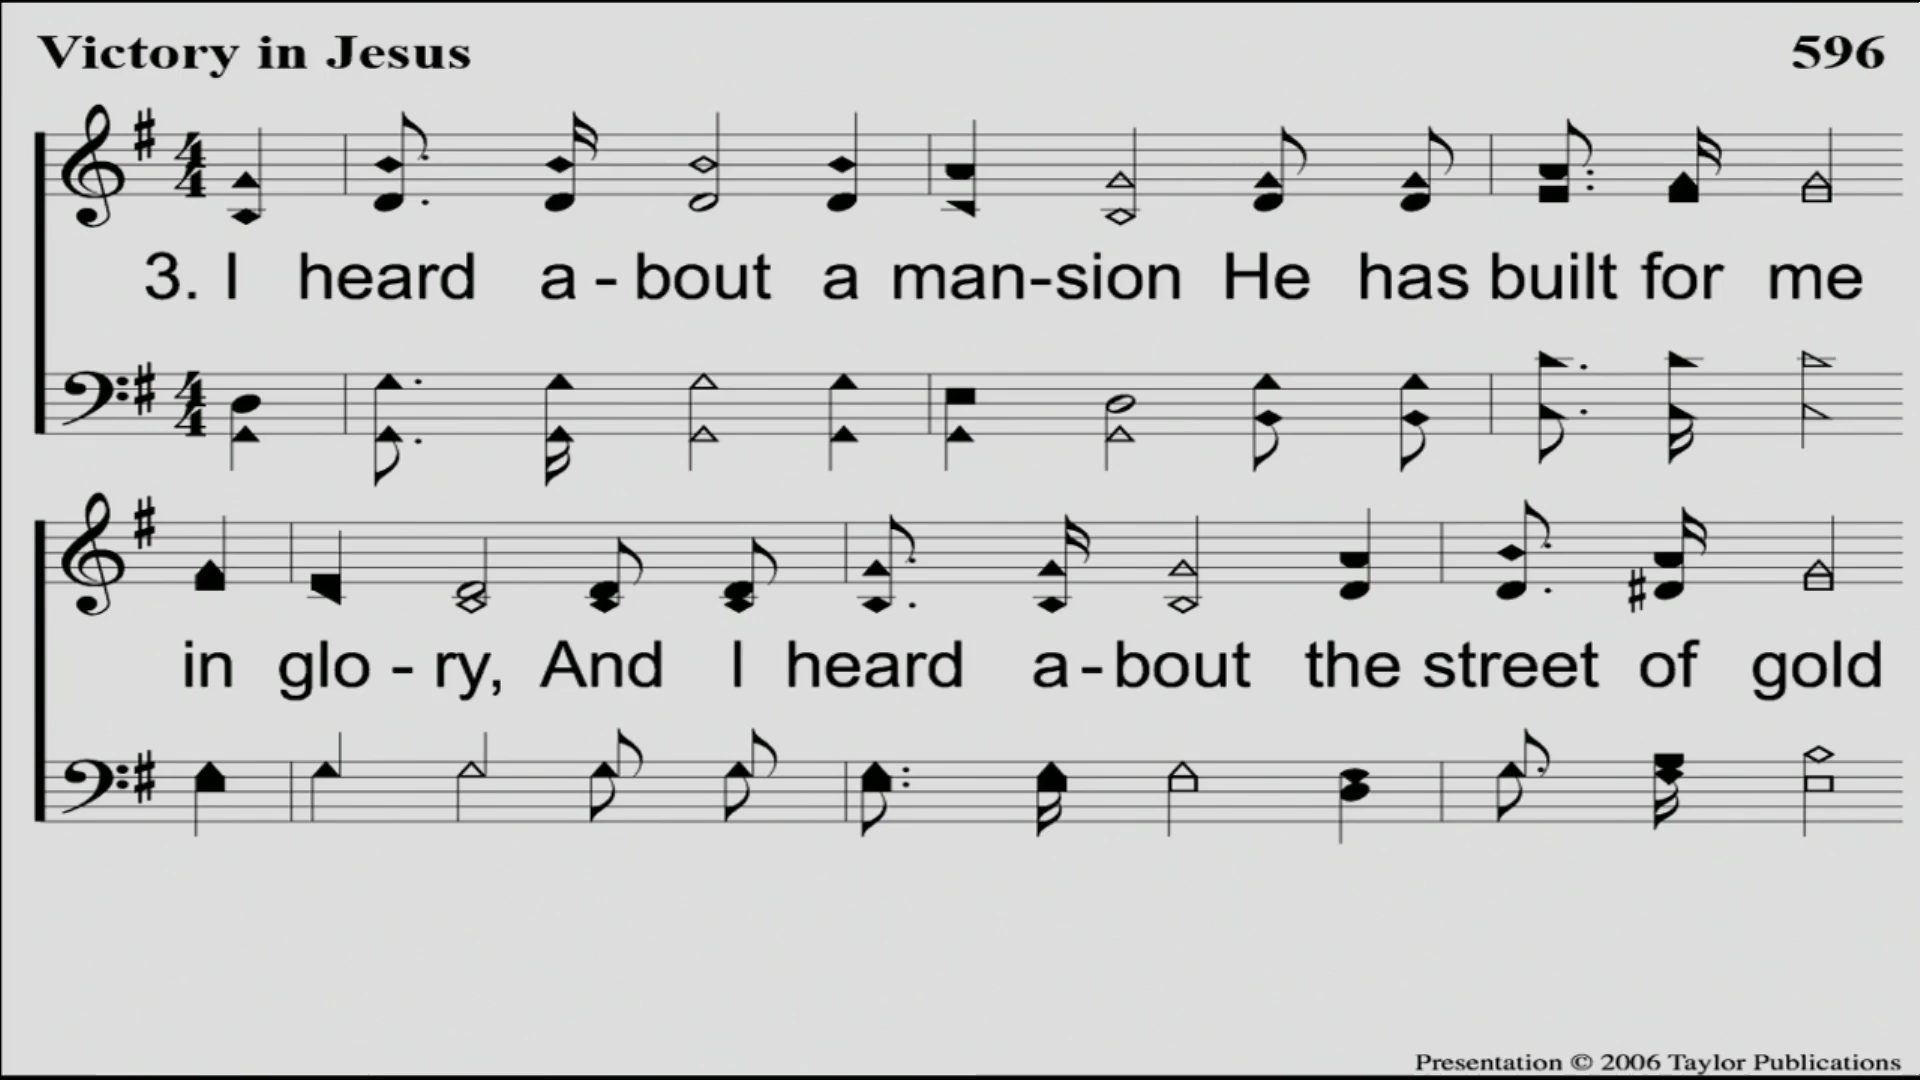 Victory in Jesus 596
3. I heard a - bout a man-sion He has built for me
in glo - ry, And I heard a - bout the street of gold
Presentation © 2006 Taylor Publications